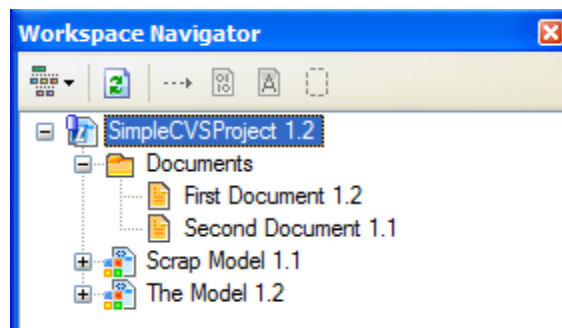 Workspace Navigator
SimpleCVSProject 1.2
Documents
First Document 1.2
Second Document 1.1
Scrap Model 1.1
The Model 1.2